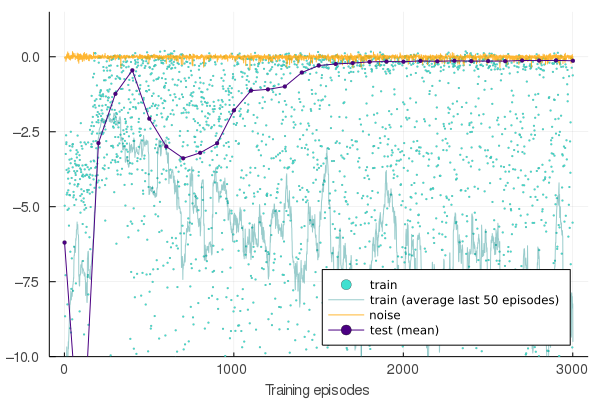 0.0
−2.5
−5.0
−7.5
−10.0
train
train (average last 50 episodes)
noise
test (mean)
0
1000
2000
3000
Training episodes